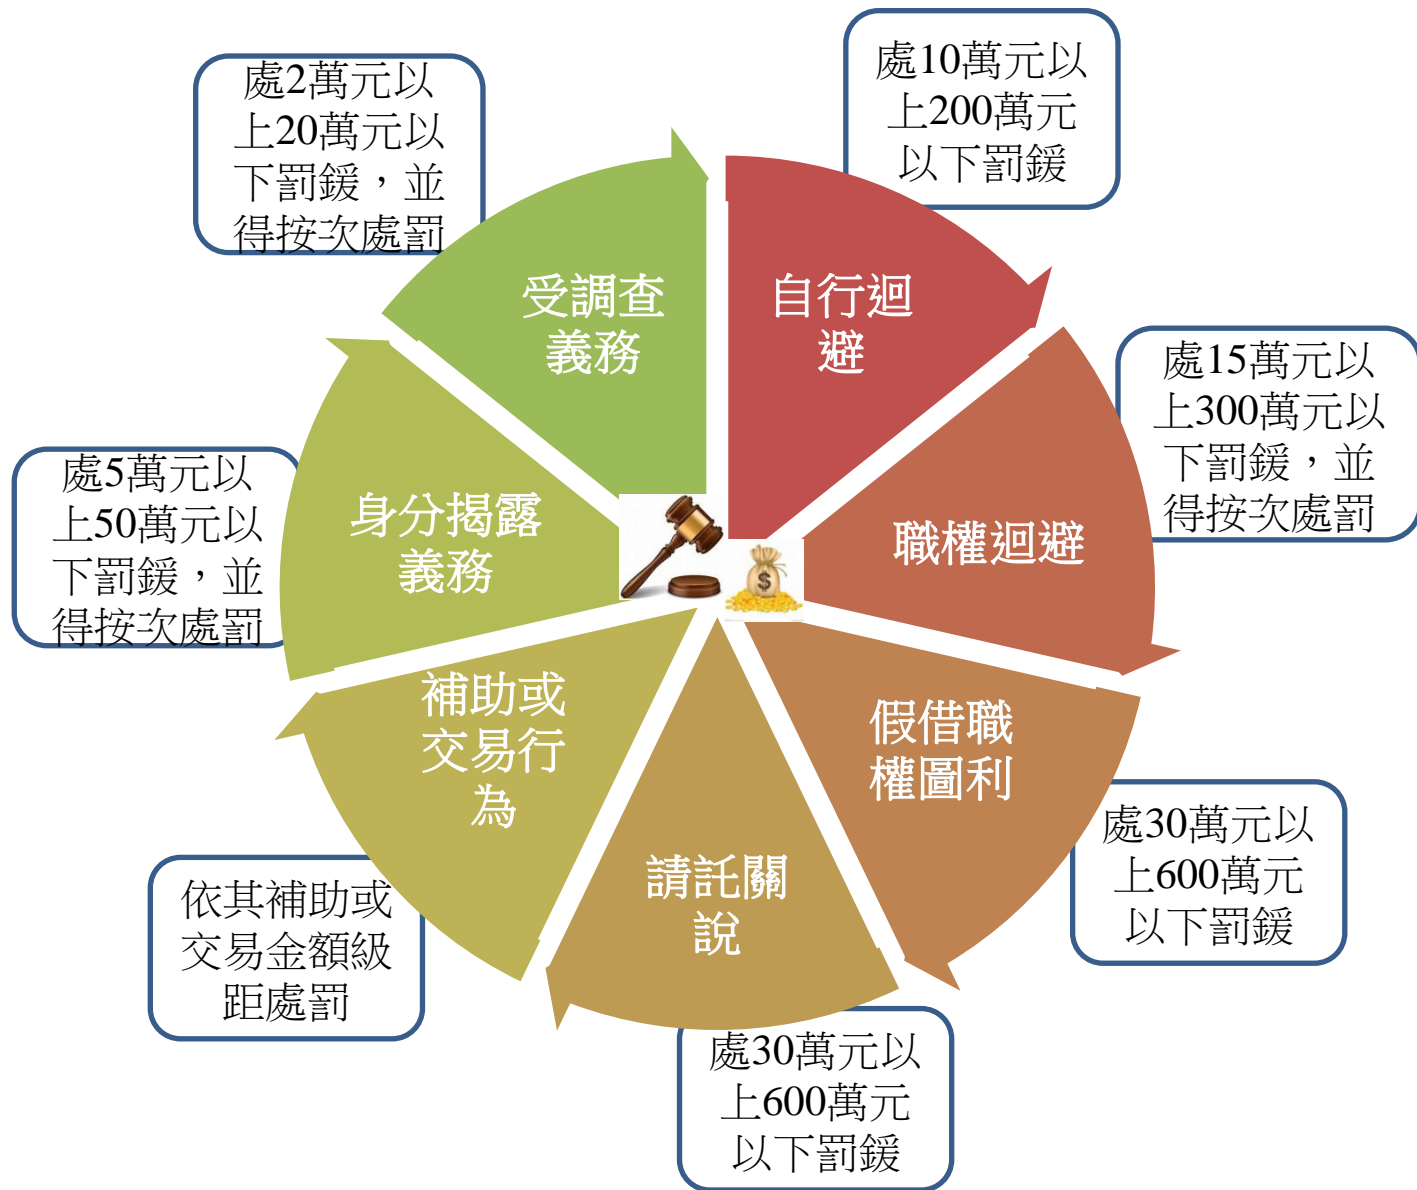 處10萬元以
上200萬元
以下罰鍰
自行迴
避
處15萬元以
上300萬元以
下罰鍰，並
得按次處罰
職權迴避
假借職
權圖利
處30萬元以
上600萬元
以下罰鍰
請託關
說
處30萬元以
上600萬元
以下罰鍰
補助或
交易行
為
依其補助或
交易金額級
距處罰
身分揭露
義務
處5萬元以
上50萬元以
下罰鍰，並
得按次處罰
受調查
義務
處2萬元以
上20萬元以
下罰鍰，並
得按次處罰
$